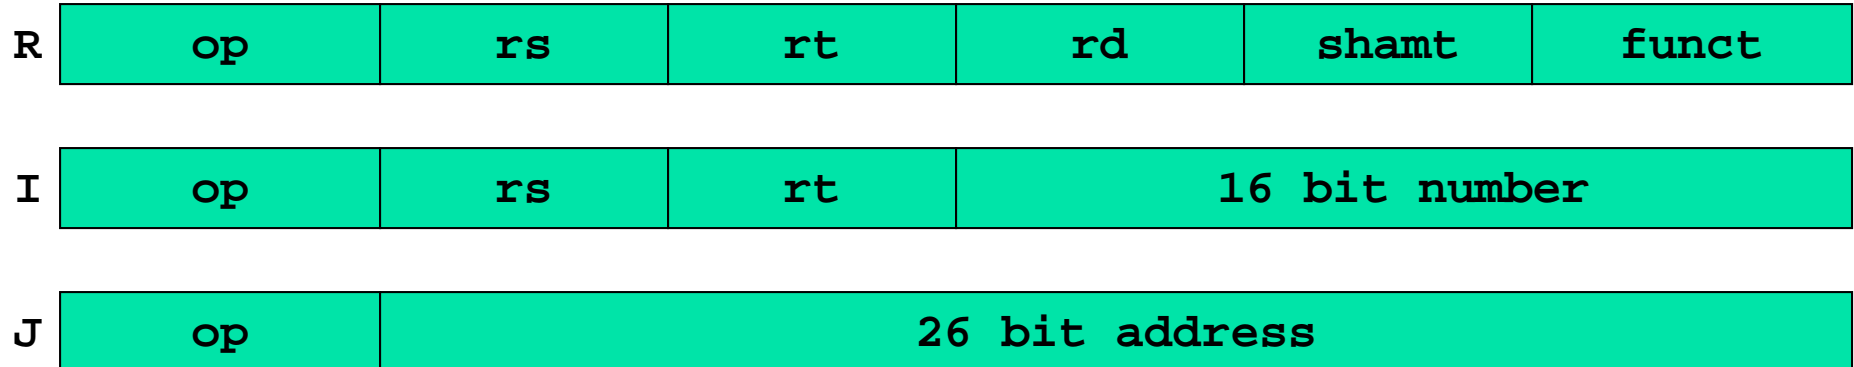 R op rs rt rd shamt funct
I op rs rt 16 bit number
J op 26 bit address